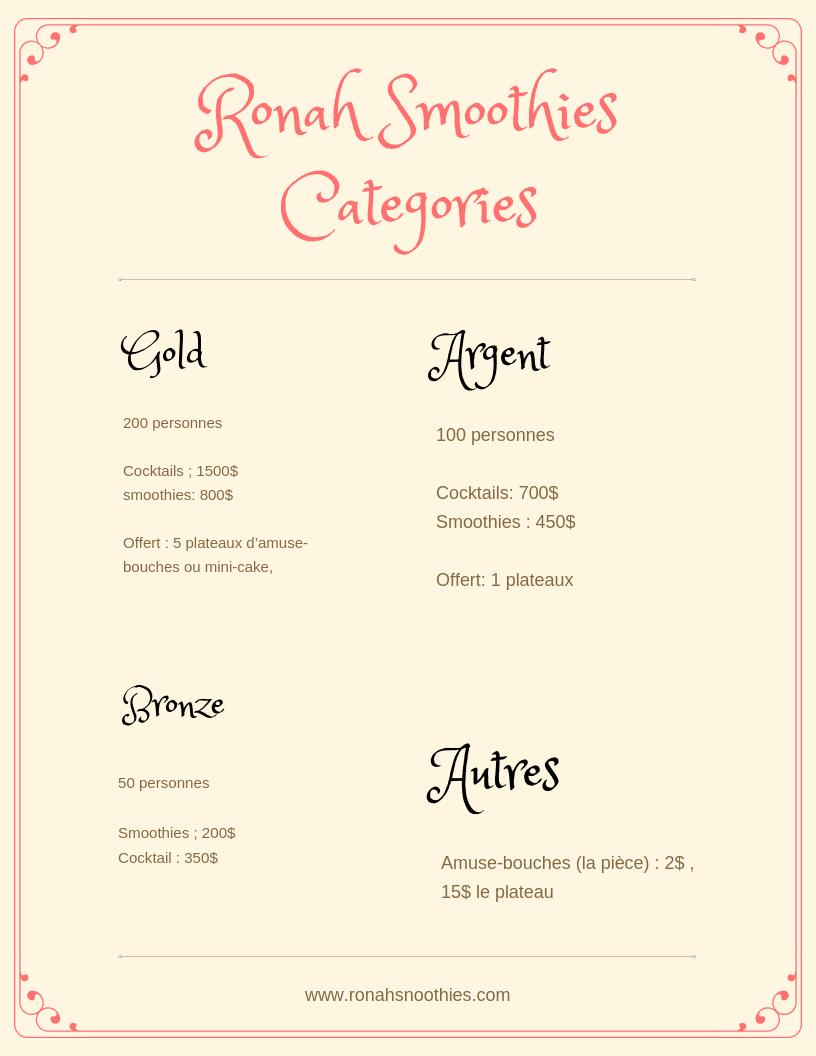 Ronah Smoothies
Categories
Gold
200 personnes
Cocktails ; 1500$
smoothies: 800$
Offert : 5 plateaux d'amuse-
bouches ou mini-cake,
Argent
100 personnes
Cocktails: 700$
Smoothies : 450$
Offert: 1 plateaux
Bronze
50 personnes
Smoothies ; 200$
Cocktail : 350$
Autres
Amuse-bouches (la pièce) : 2$ ,
15$ le plateau
www.ronahsnoothies.com